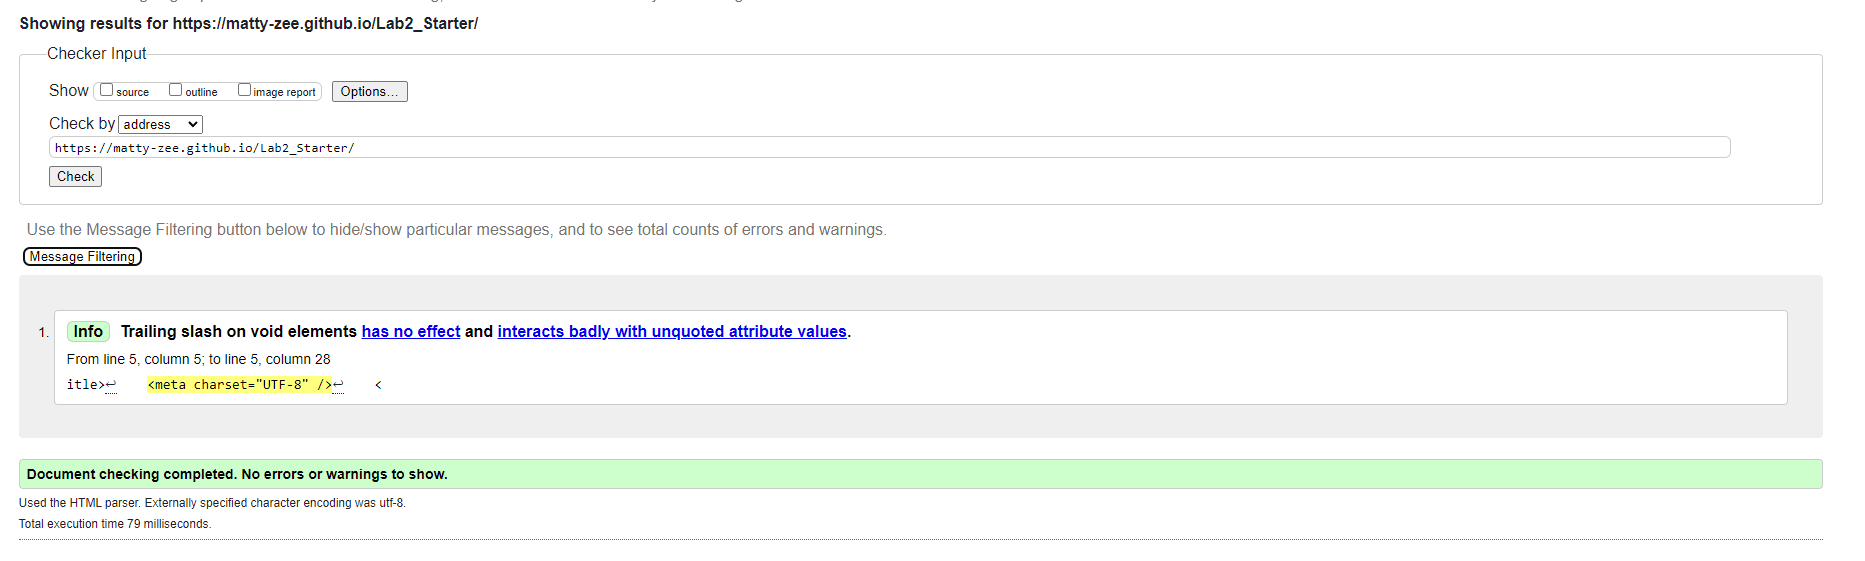 Showing results for https://matty-zee.github.io/Lab2_Starter/
Checker Input
Show source outline image report Options...
Check by address
https://matty-zee.github.io/Lab2_Starter/
Check
Use the Message Filtering button below to hide/show particular messages, and to see total counts of errors and warnings.
Message Filtering
1. Info Trailing slash on void elements has no effect and interacts badly with unquoted attribute values.
From line 5, column 5; to line 5, column 28
itle>↩ <meta charset="UTF-8" />↩ <
Document checking completed. No errors or warnings to show.
Used the HTML parser. Externally specified character encoding was utf-8.
Total execution time 79 milliseconds.